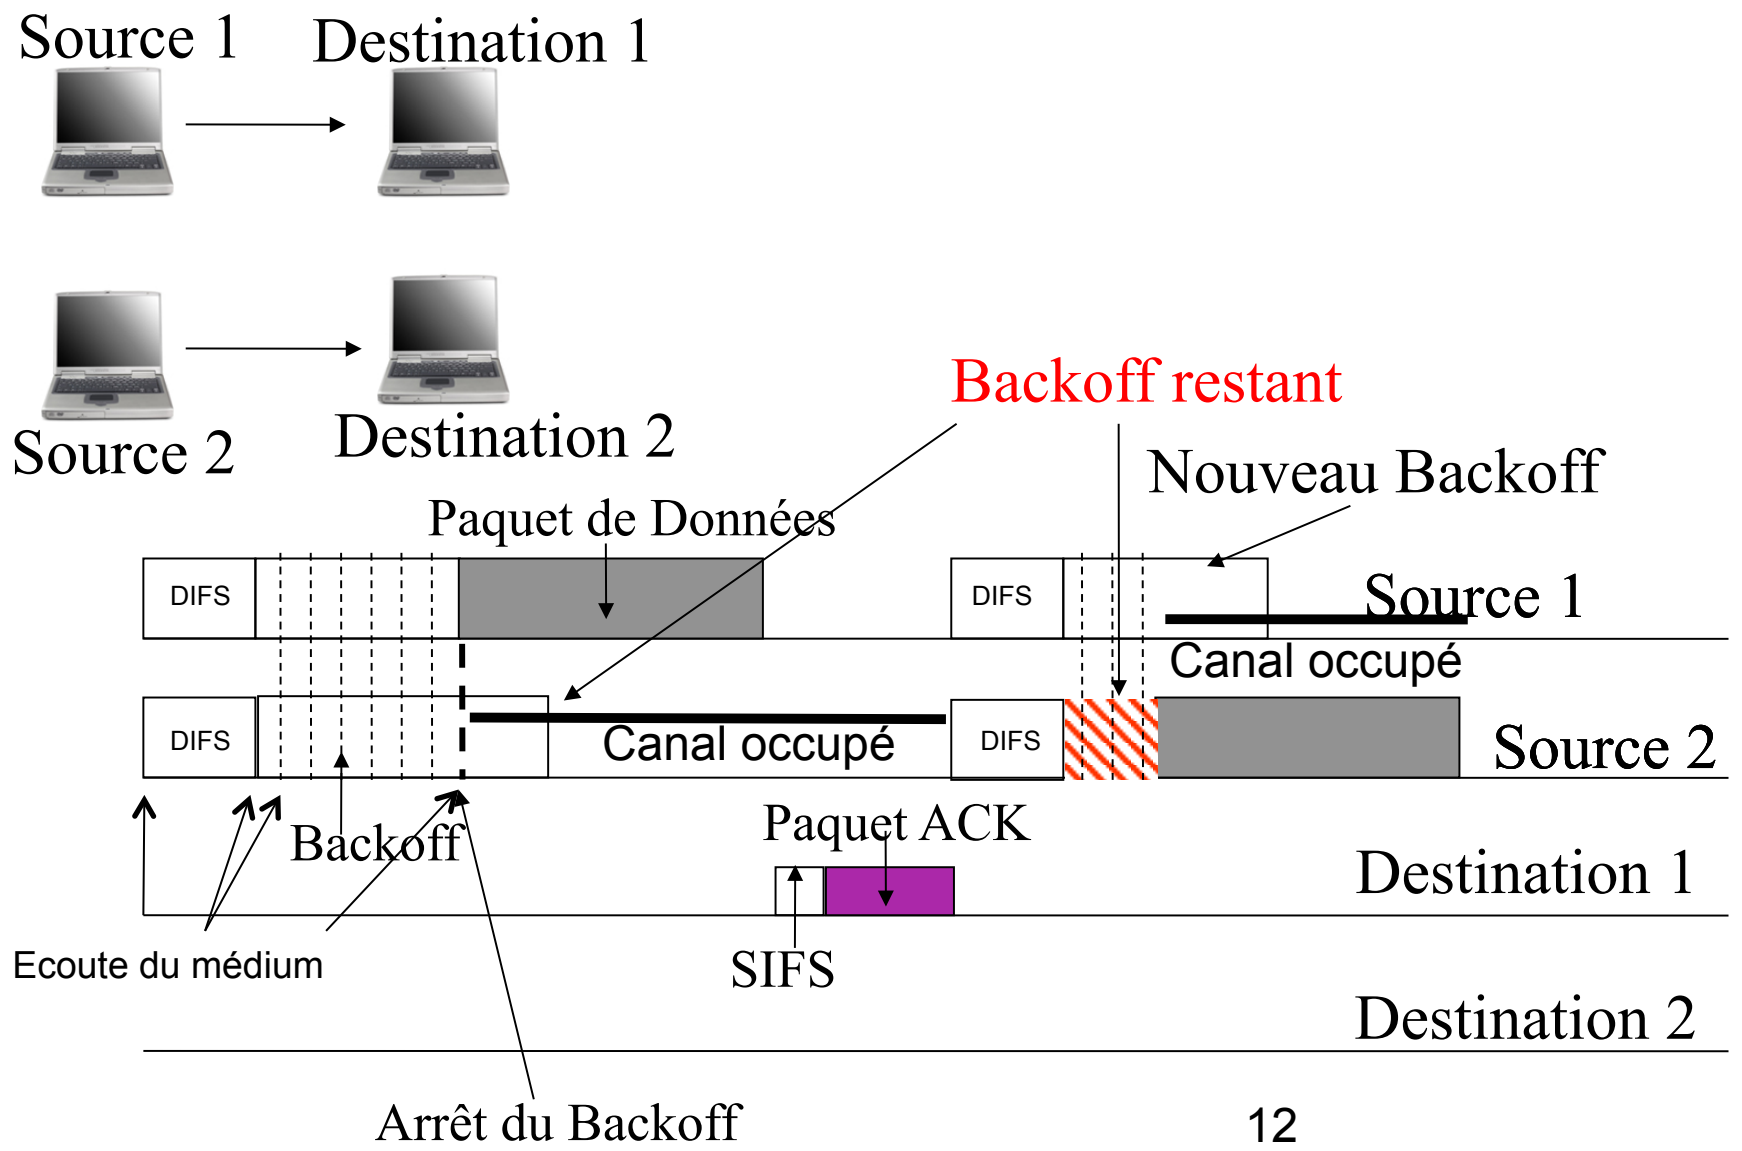 Source 1
Destination 1
Source 2
Destination 2
Backoff restant
Nouveau Backoff
Paquet de Données
DIFS
DIFS
Source 1
Canal occupé
DIFS
Canal occupé
DIFS
Source 2
Backoff
Paquet ACK
Destination 1
Ecoute du médium
SIFS
Destination 2
Arrêt du Backoff
12